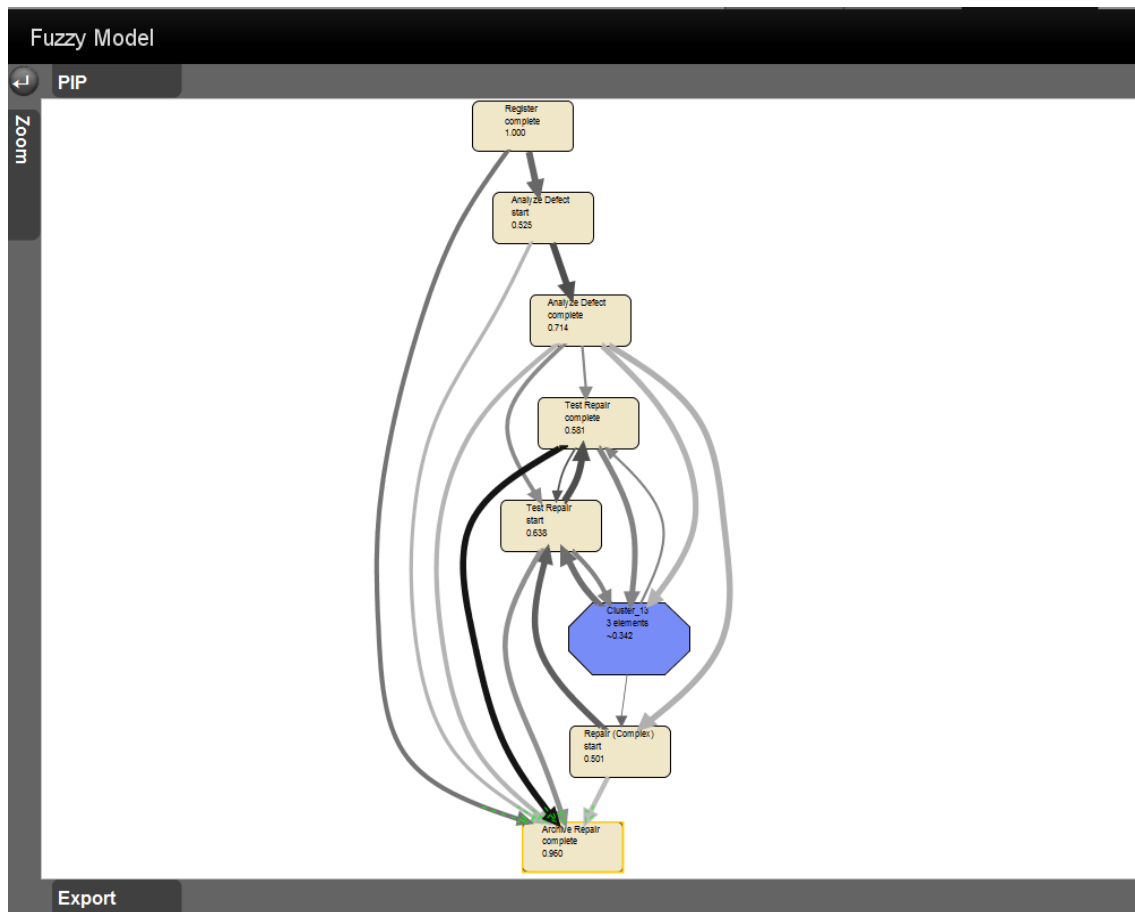 Fuzzy Model
PIP
Zoom
Register
complete
1.000
Analyze Defect
start
0.525
Analyze Defect
complete
0.714
Test Repair
complete
0.581
Test Repair
start
0.638
Cluster_13
3 elements
~0.342
Repair (Complex)
start
0.501
Archive Repair
complete
0.960
Export